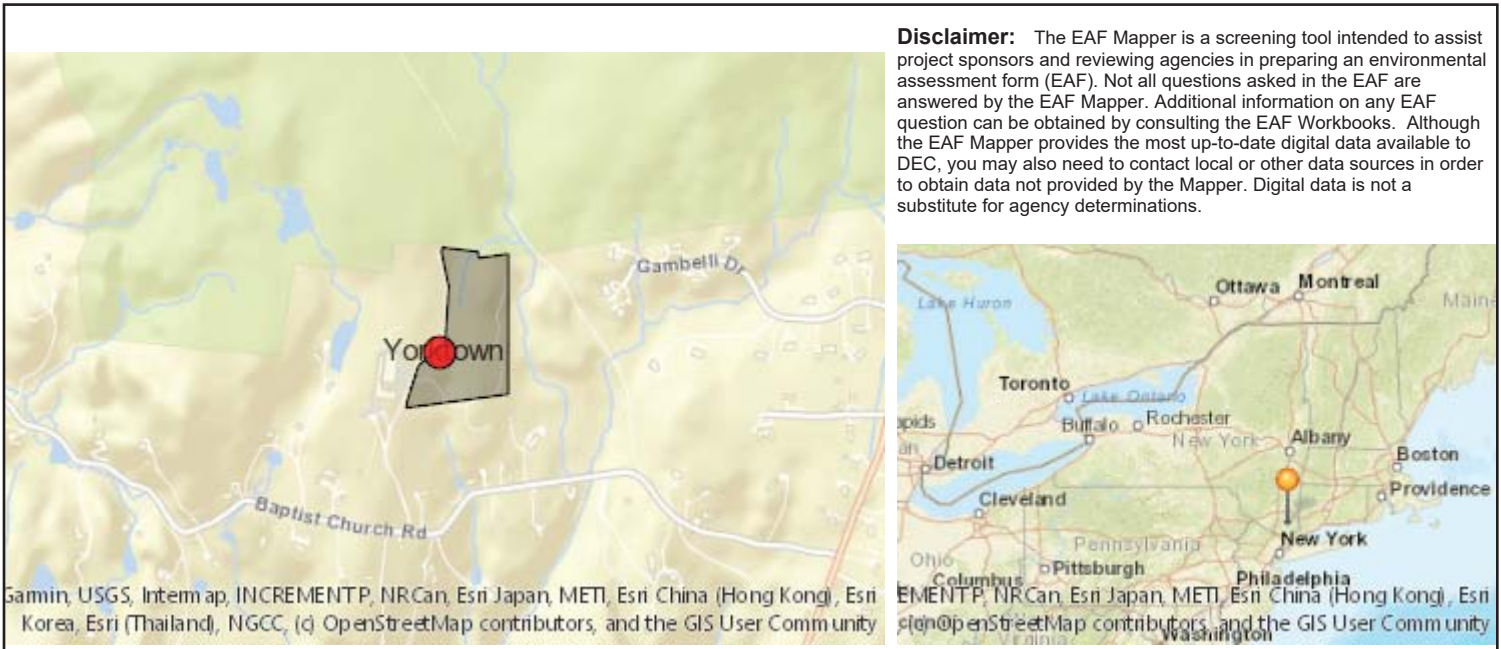 Disclaimer: The EAF Mapper is a screening tool intended to assist
project sponsors and reviewing agencies in preparing an environmental
assessment form (EAF). Not all questions asked in the EAF are
answered by the EAF Mapper. Additional information on any EAF
question can be obtained by consulting the EAF Workbooks. Although
the EAF Mapper provides the most up-to-date digital data available to
DEC, you may also need to contact local or other data sources in order
to obtain data not provided by the Mapper. Digital data is not a
substitute for agency determinations.
Gambelli Dr
Baptist Church Rd
Garmin, USGS, Intermap, INCREMENT P, NRCan, Esri Japan, METI, Esri China (Hong Kong), Esri
Korea, Esri (Thailand), NGCC, (c) OpenStreetMap contributors, and the GIS User Community
Ottawa
Montreal
Lake Huron
Maine
Toronto
Lake Ontario
apids
Buffalo
Rochester
New York
Albany
Boston
Detroit
Providence
Cleveland
New York
Pennsylvania
Ohio
Pittsburgh
Columbus
Philadelphia
EMENT P, NRCan, Esri Japan, METI, Esri China (Hong Kong), Esri
(c) OpenStreetMap contributors, and the GIS User Community
Virginia
Washington